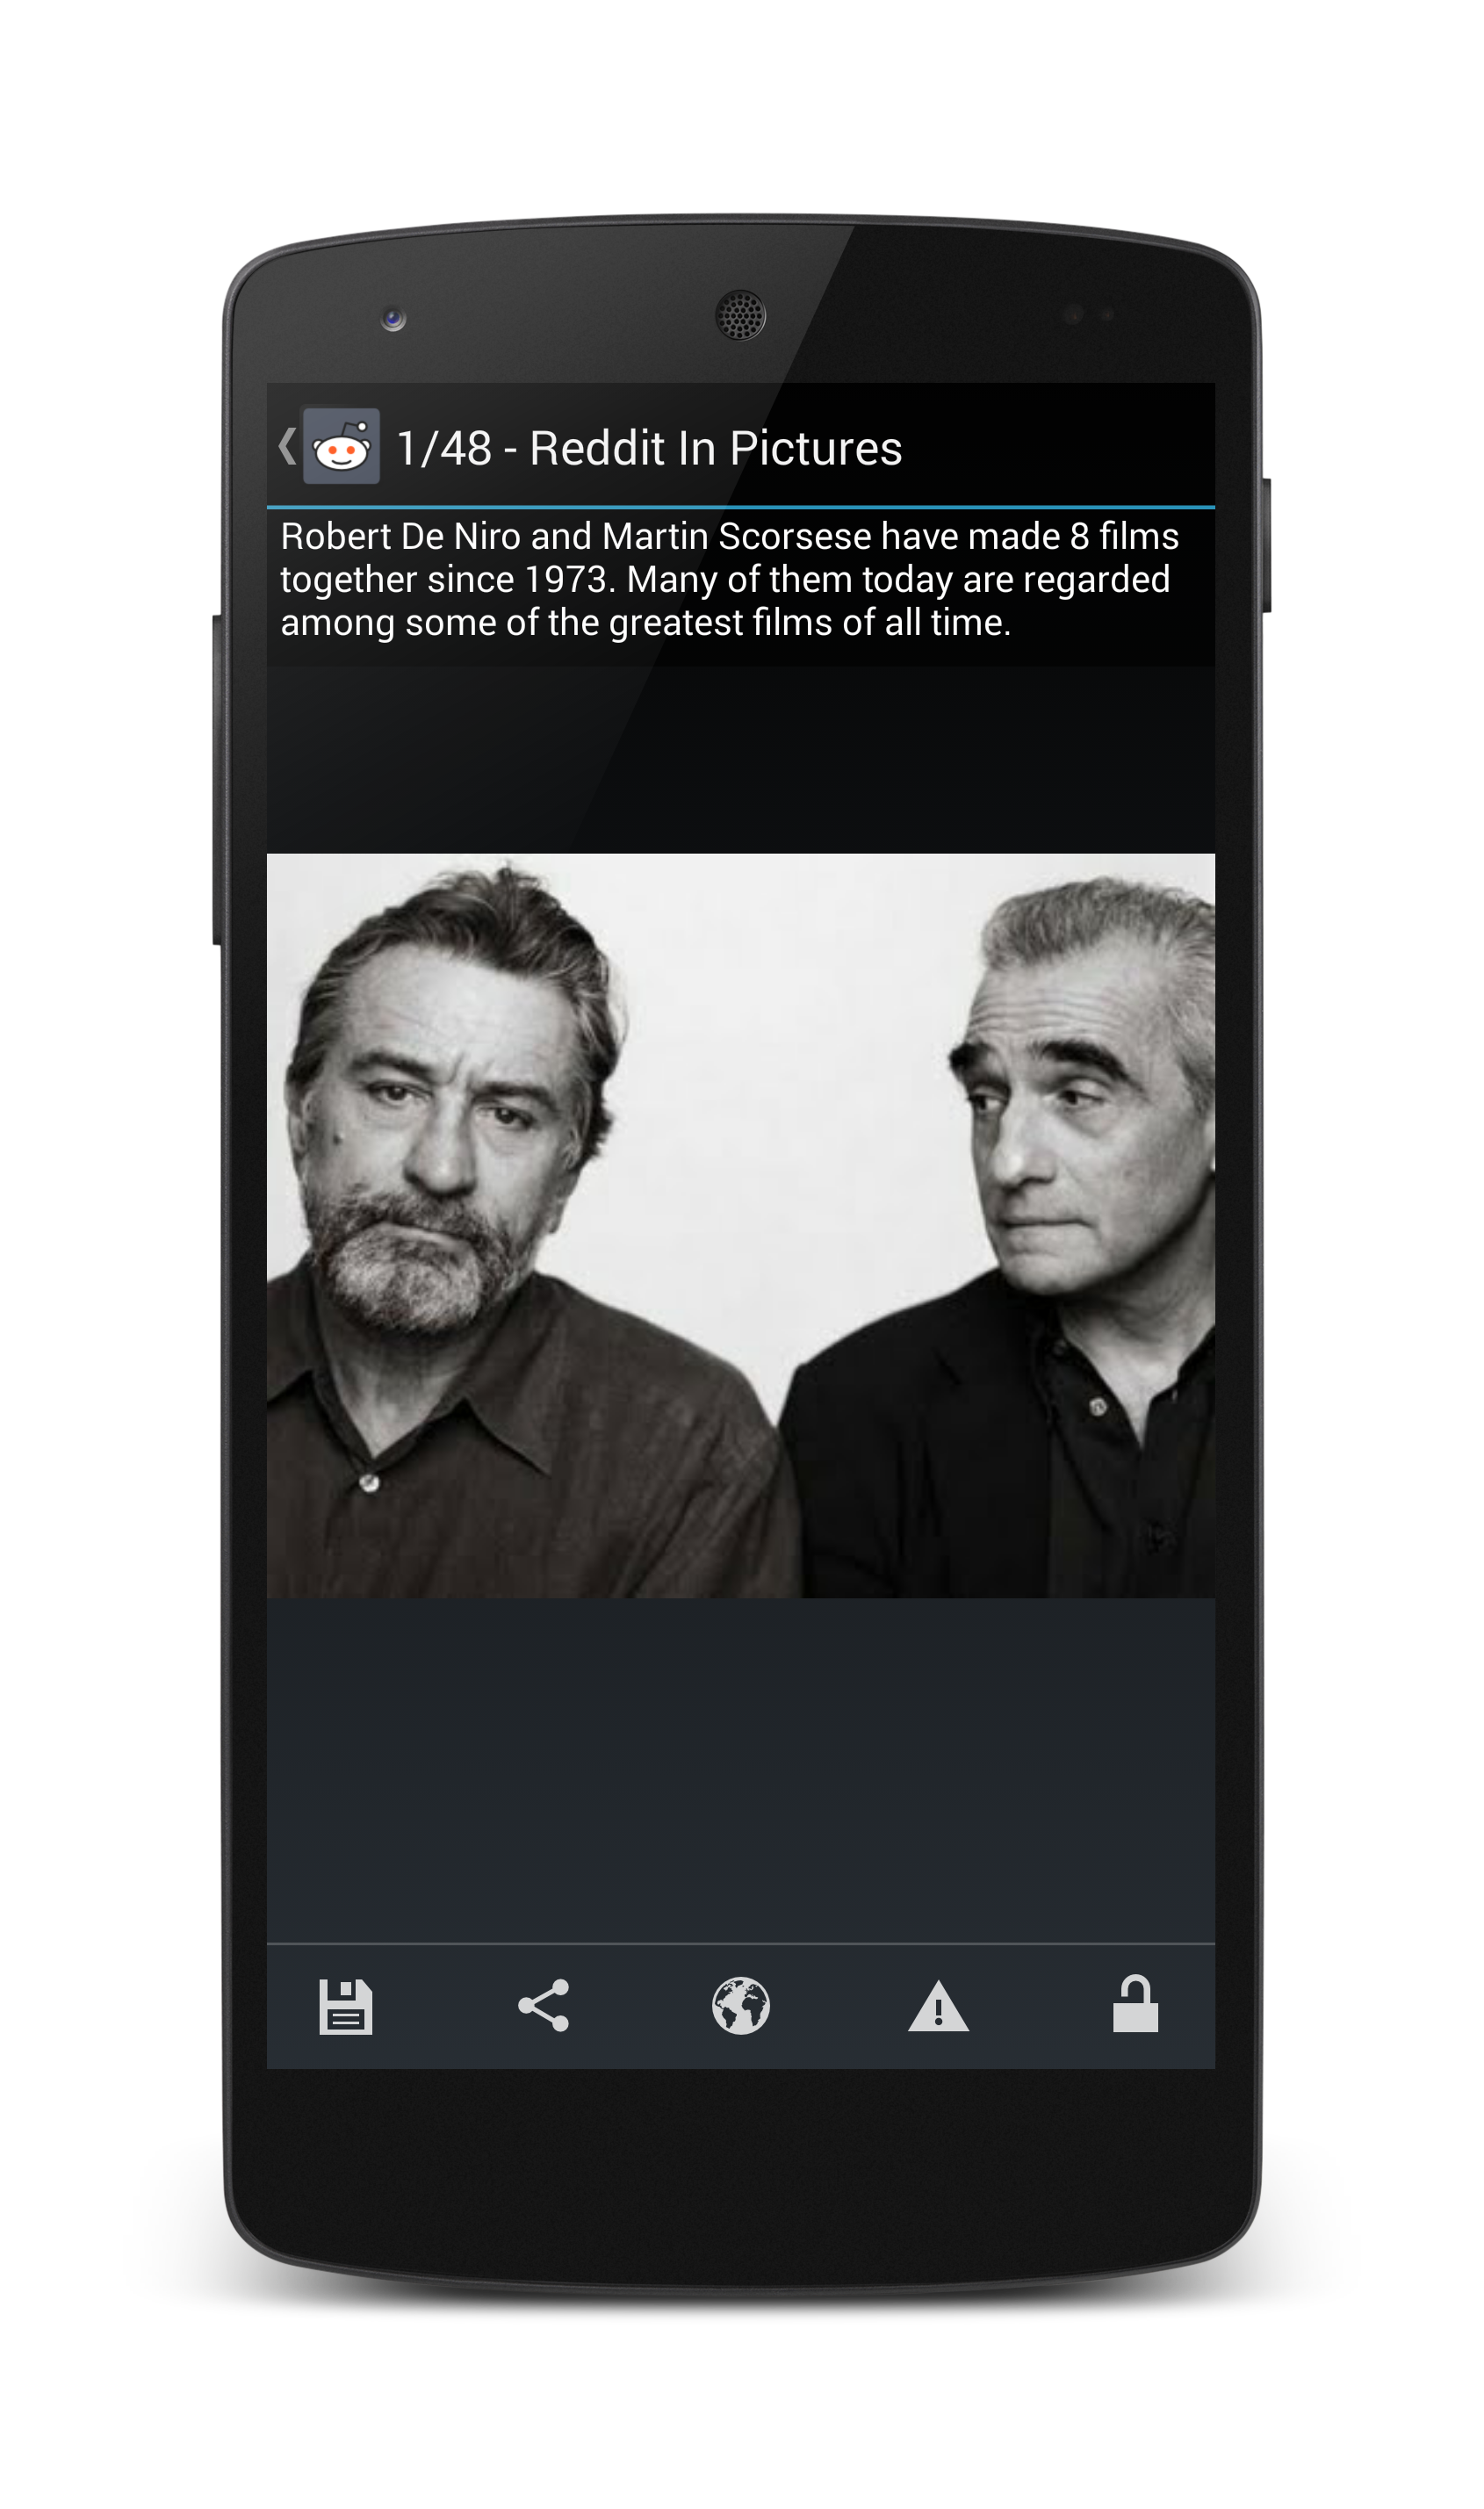 1/48 - Reddit In Pictures
Robert De Niro and Martin Scorsese have made 8 films
together since 1973. Many of them today are regarded
among some of the greatest films of all time.